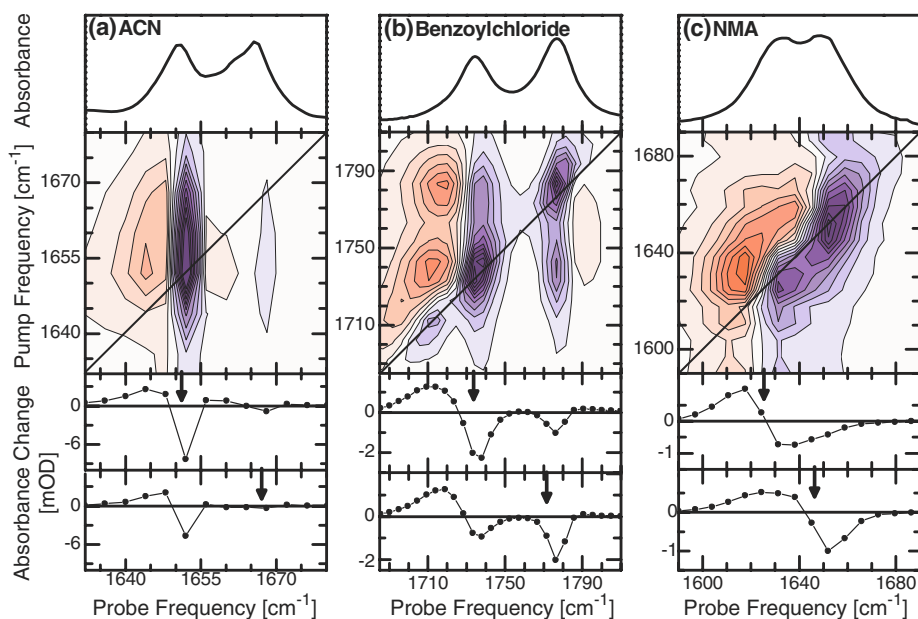 (a) ACN
(b) Benzoylchloride
(c) NMA
Absorbance
Pump Frequency [cm⁻¹]
1670
1655
1640
1790
1750
1710
1680
1640
1600
Absorbance Change
[mOD]
0
-6
0
-6
0
-2
0
-2
0
-1
0
-1
1640 1655 1670
1710 1750 1790
1600 1640 1680
Probe Frequency [cm⁻¹]
Probe Frequency [cm⁻¹]
Probe Frequency [cm⁻¹]